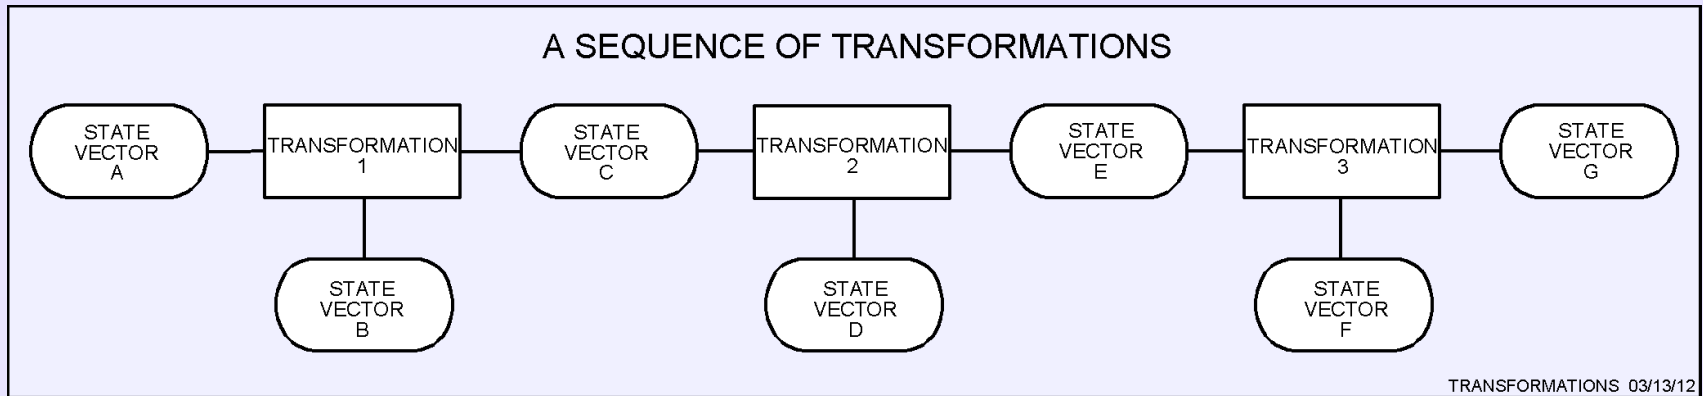 A SEQUENCE OF TRANSFORMATIONS
STATE
VECTOR
A
TRANSFORMATION
1
STATE
VECTOR
C
TRANSFORMATION
2
STATE
VECTOR
E
TRANSFORMATION
3
STATE
VECTOR
G
STATE
VECTOR
B
STATE
VECTOR
D
STATE
VECTOR
F
TRANSFORMATIONS 03/13/12